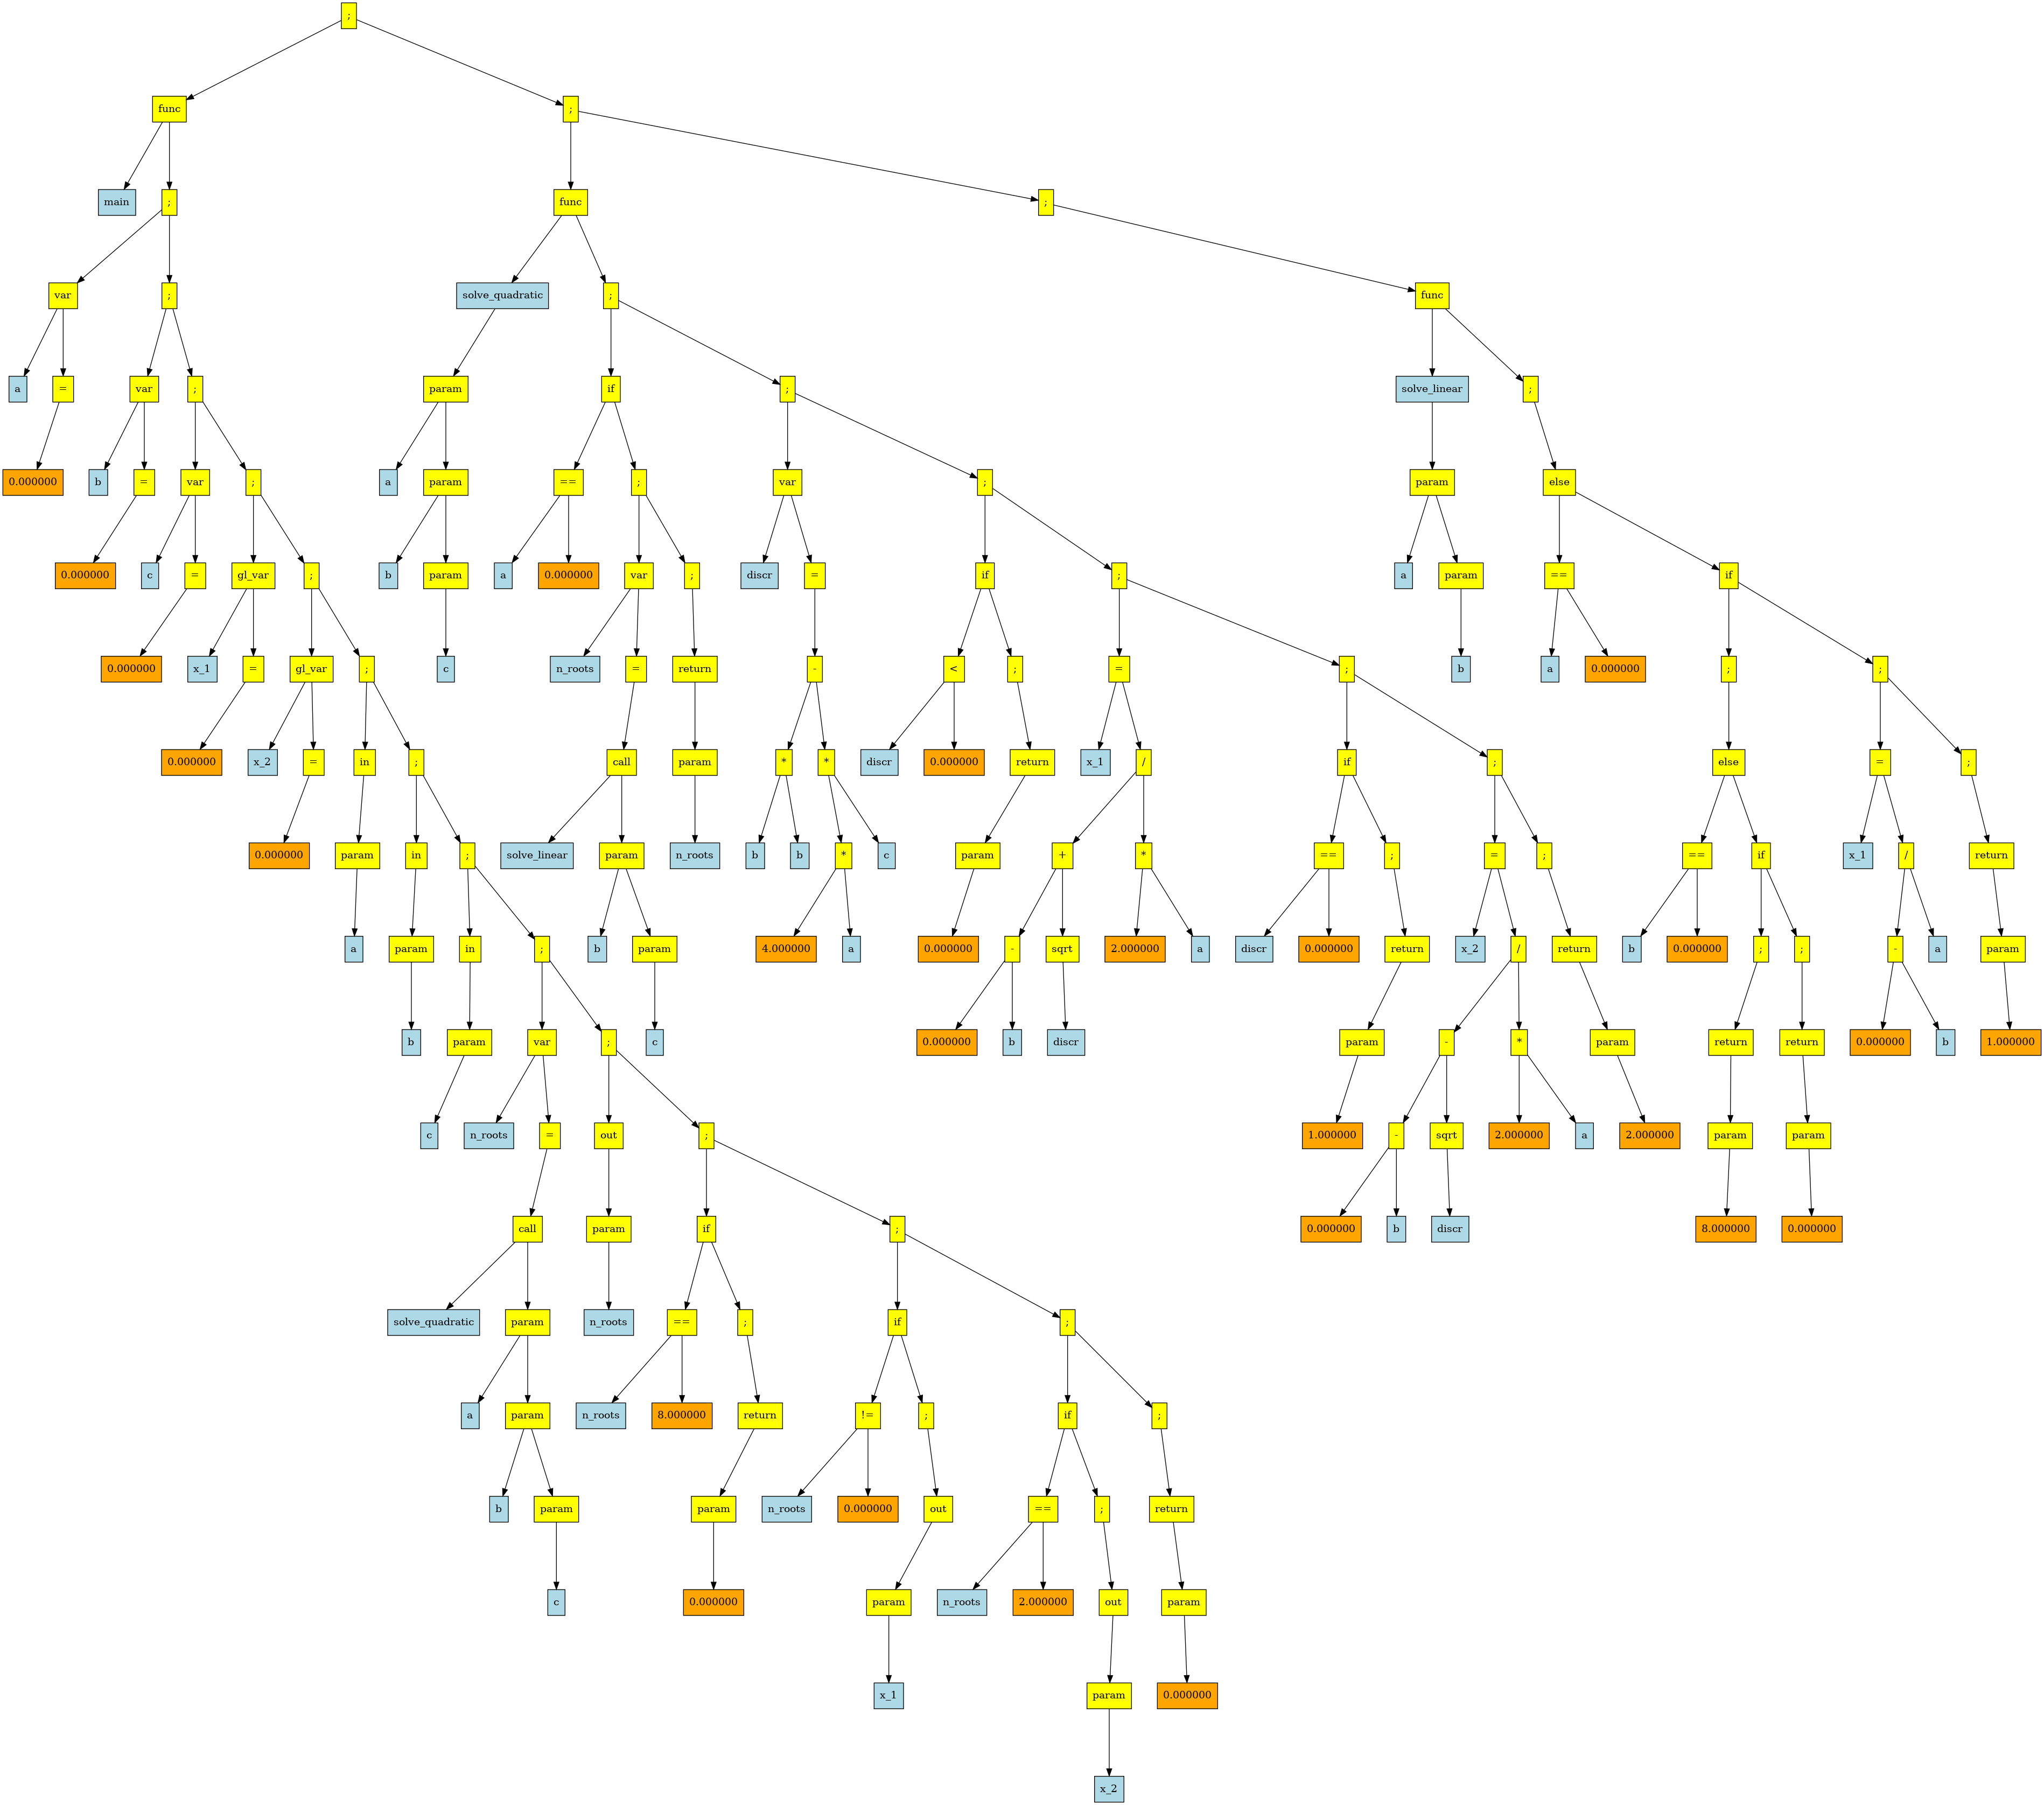 ;
func ;
main ; func ;
var ; solve_quadratic ; func
a = var ; param if ; solve_linear ;
0.000000 b = var ; a param == ; var ; param else
0.000000 c = gl_var ; b param a 0.000000 var ; discr = if ; a param == if
0.000000 x_1 = gl_var ; c n_roots = return - < ; = ; b a 0.000000 ; ;
0.000000 x_2 = in ; call param * * discr 0.000000 return x_1 / if ; else = ;
0.000000 param in ; solve_linear param n_roots b b * c param + * == ; = ; == if x_1 / return
a param in ; b param 4.000000 a 0.000000 - sqrt 2.000000 a discr 0.000000 return x_2 / return b 0.000000 ; ; - a param
b param var ; c 0.000000 b discr param - * param return return 0.000000 b 1.000000
c n_roots = out ; 1.000000 - sqrt 2.000000 a 2.000000 param param
call param if ; 0.000000 b discr 8.000000 0.000000
solve_quadratic param n_roots == ; if ;
a param n_roots 8.000000 return != ; if ;
b param param n_roots 0.000000 out == ; return
c 0.000000 param n_roots 2.000000 out param
x_1 param 0.000000
x_2